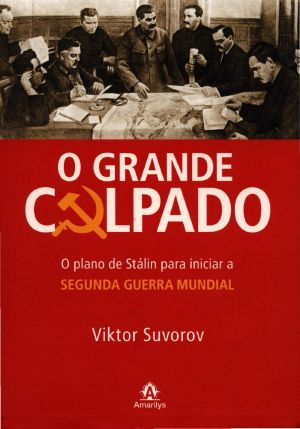 O GRANDE
CULPADO
O plano de Stálin para iniciar a
SEGUNDA GUERRA MUNDIAL
Viktor Suvorov
A
Amarilys